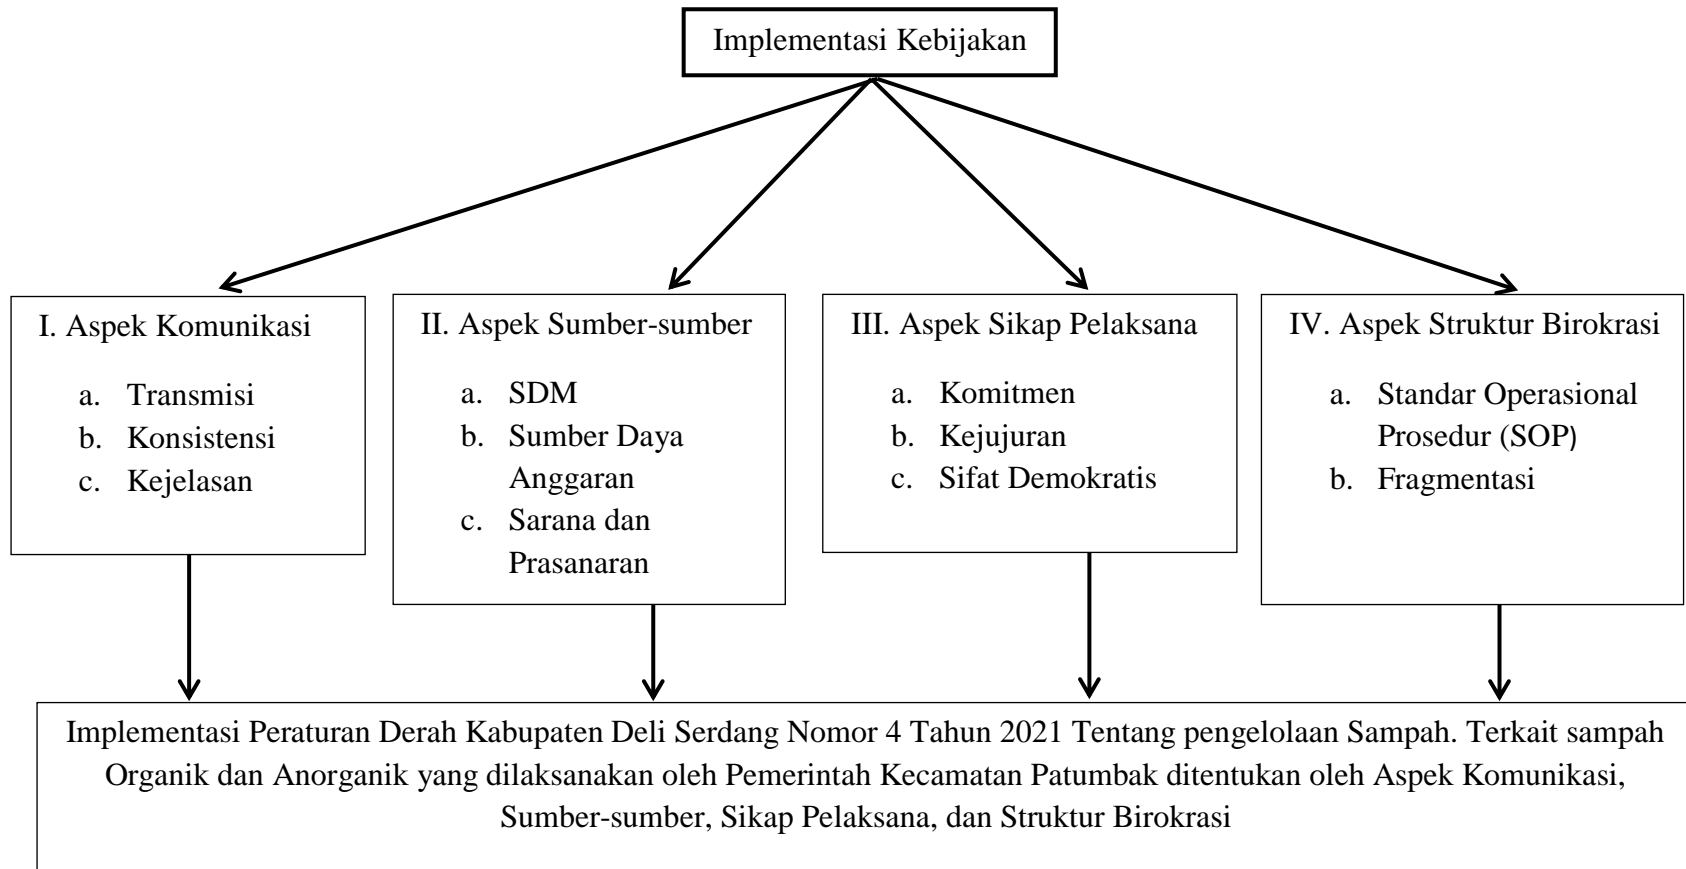 Implementasi Kebijakan
I. Aspek Komunikasi
a. Transmisi
b. Konsistensi
c. Kejelasan
II. Aspek Sumber-sumber
a. SDM
b. Sumber Daya
Anggaran
c. Sarana dan
Prasanaran
III. Aspek Sikap Pelaksana
a. Komitmen
b. Kejujuran
c. Sifat Demokratis
IV. Aspek Struktur Birokrasi
a. Standar Operasional
Prosedur (SOP)
b. Fragmentasi
Implementasi Peraturan Derah Kabupaten Deli Serdang Nomor 4 Tahun 2021 Tentang pengelolaan Sampah. Terkait sampah
Organik dan Anorganik yang dilaksanakan oleh Pemerintah Kecamatan Patumbak ditentukan oleh Aspek Komunikasi,
Sumber-sumber, Sikap Pelaksana, dan Struktur Birokrasi